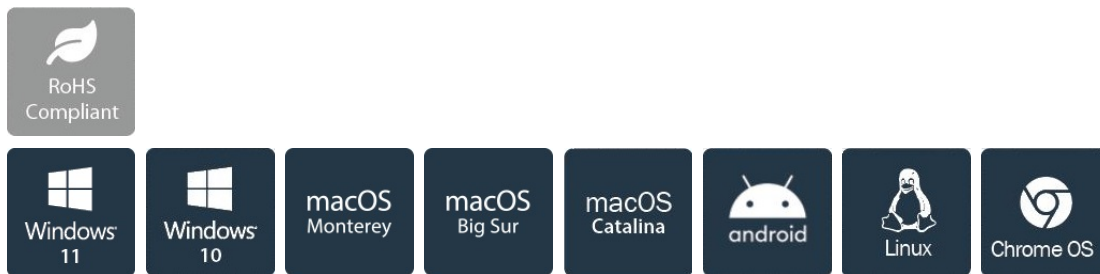 RoHS
Compliant
Windows
11
Windows
10
macOS
Monterey
macOS
Big Sur
macOS
Catalina
android
Linux
Chrome OS